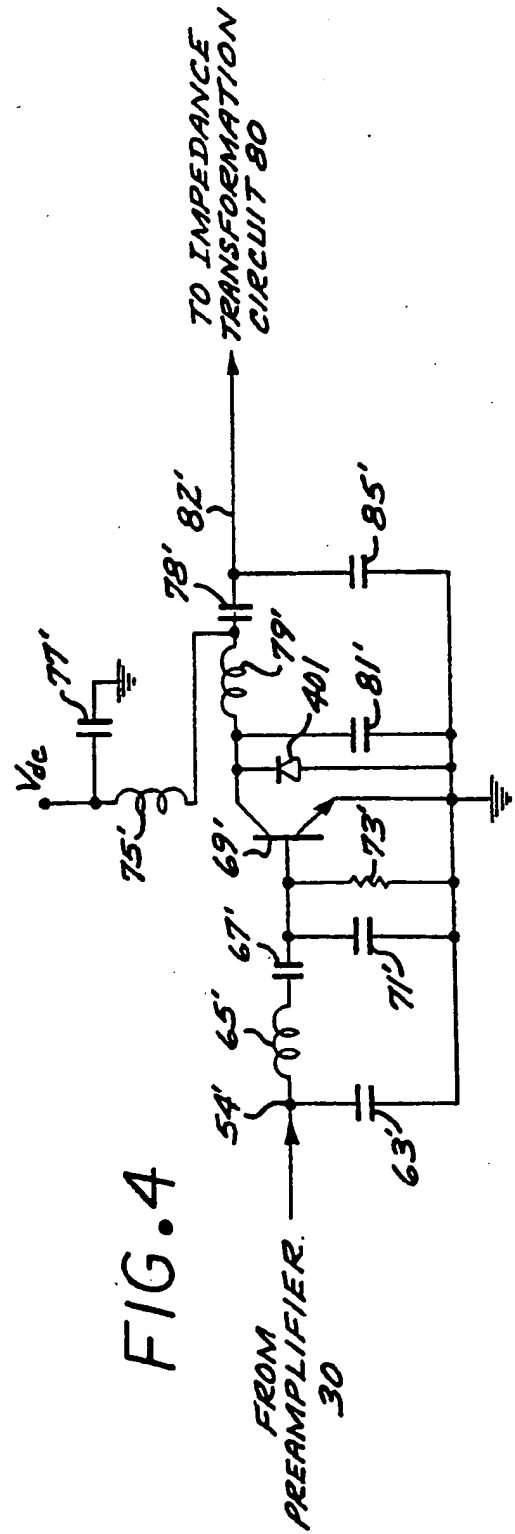 FIG. 4
FROM
PREAMPLIFIER
30
54'
63'
65'
67'
71'
73'
69'
75'
Vdc
77'
401
81'
79'
78'
82'
85'
TO IMPEDANCE
TRANSFORMATION
CIRCUIT 80